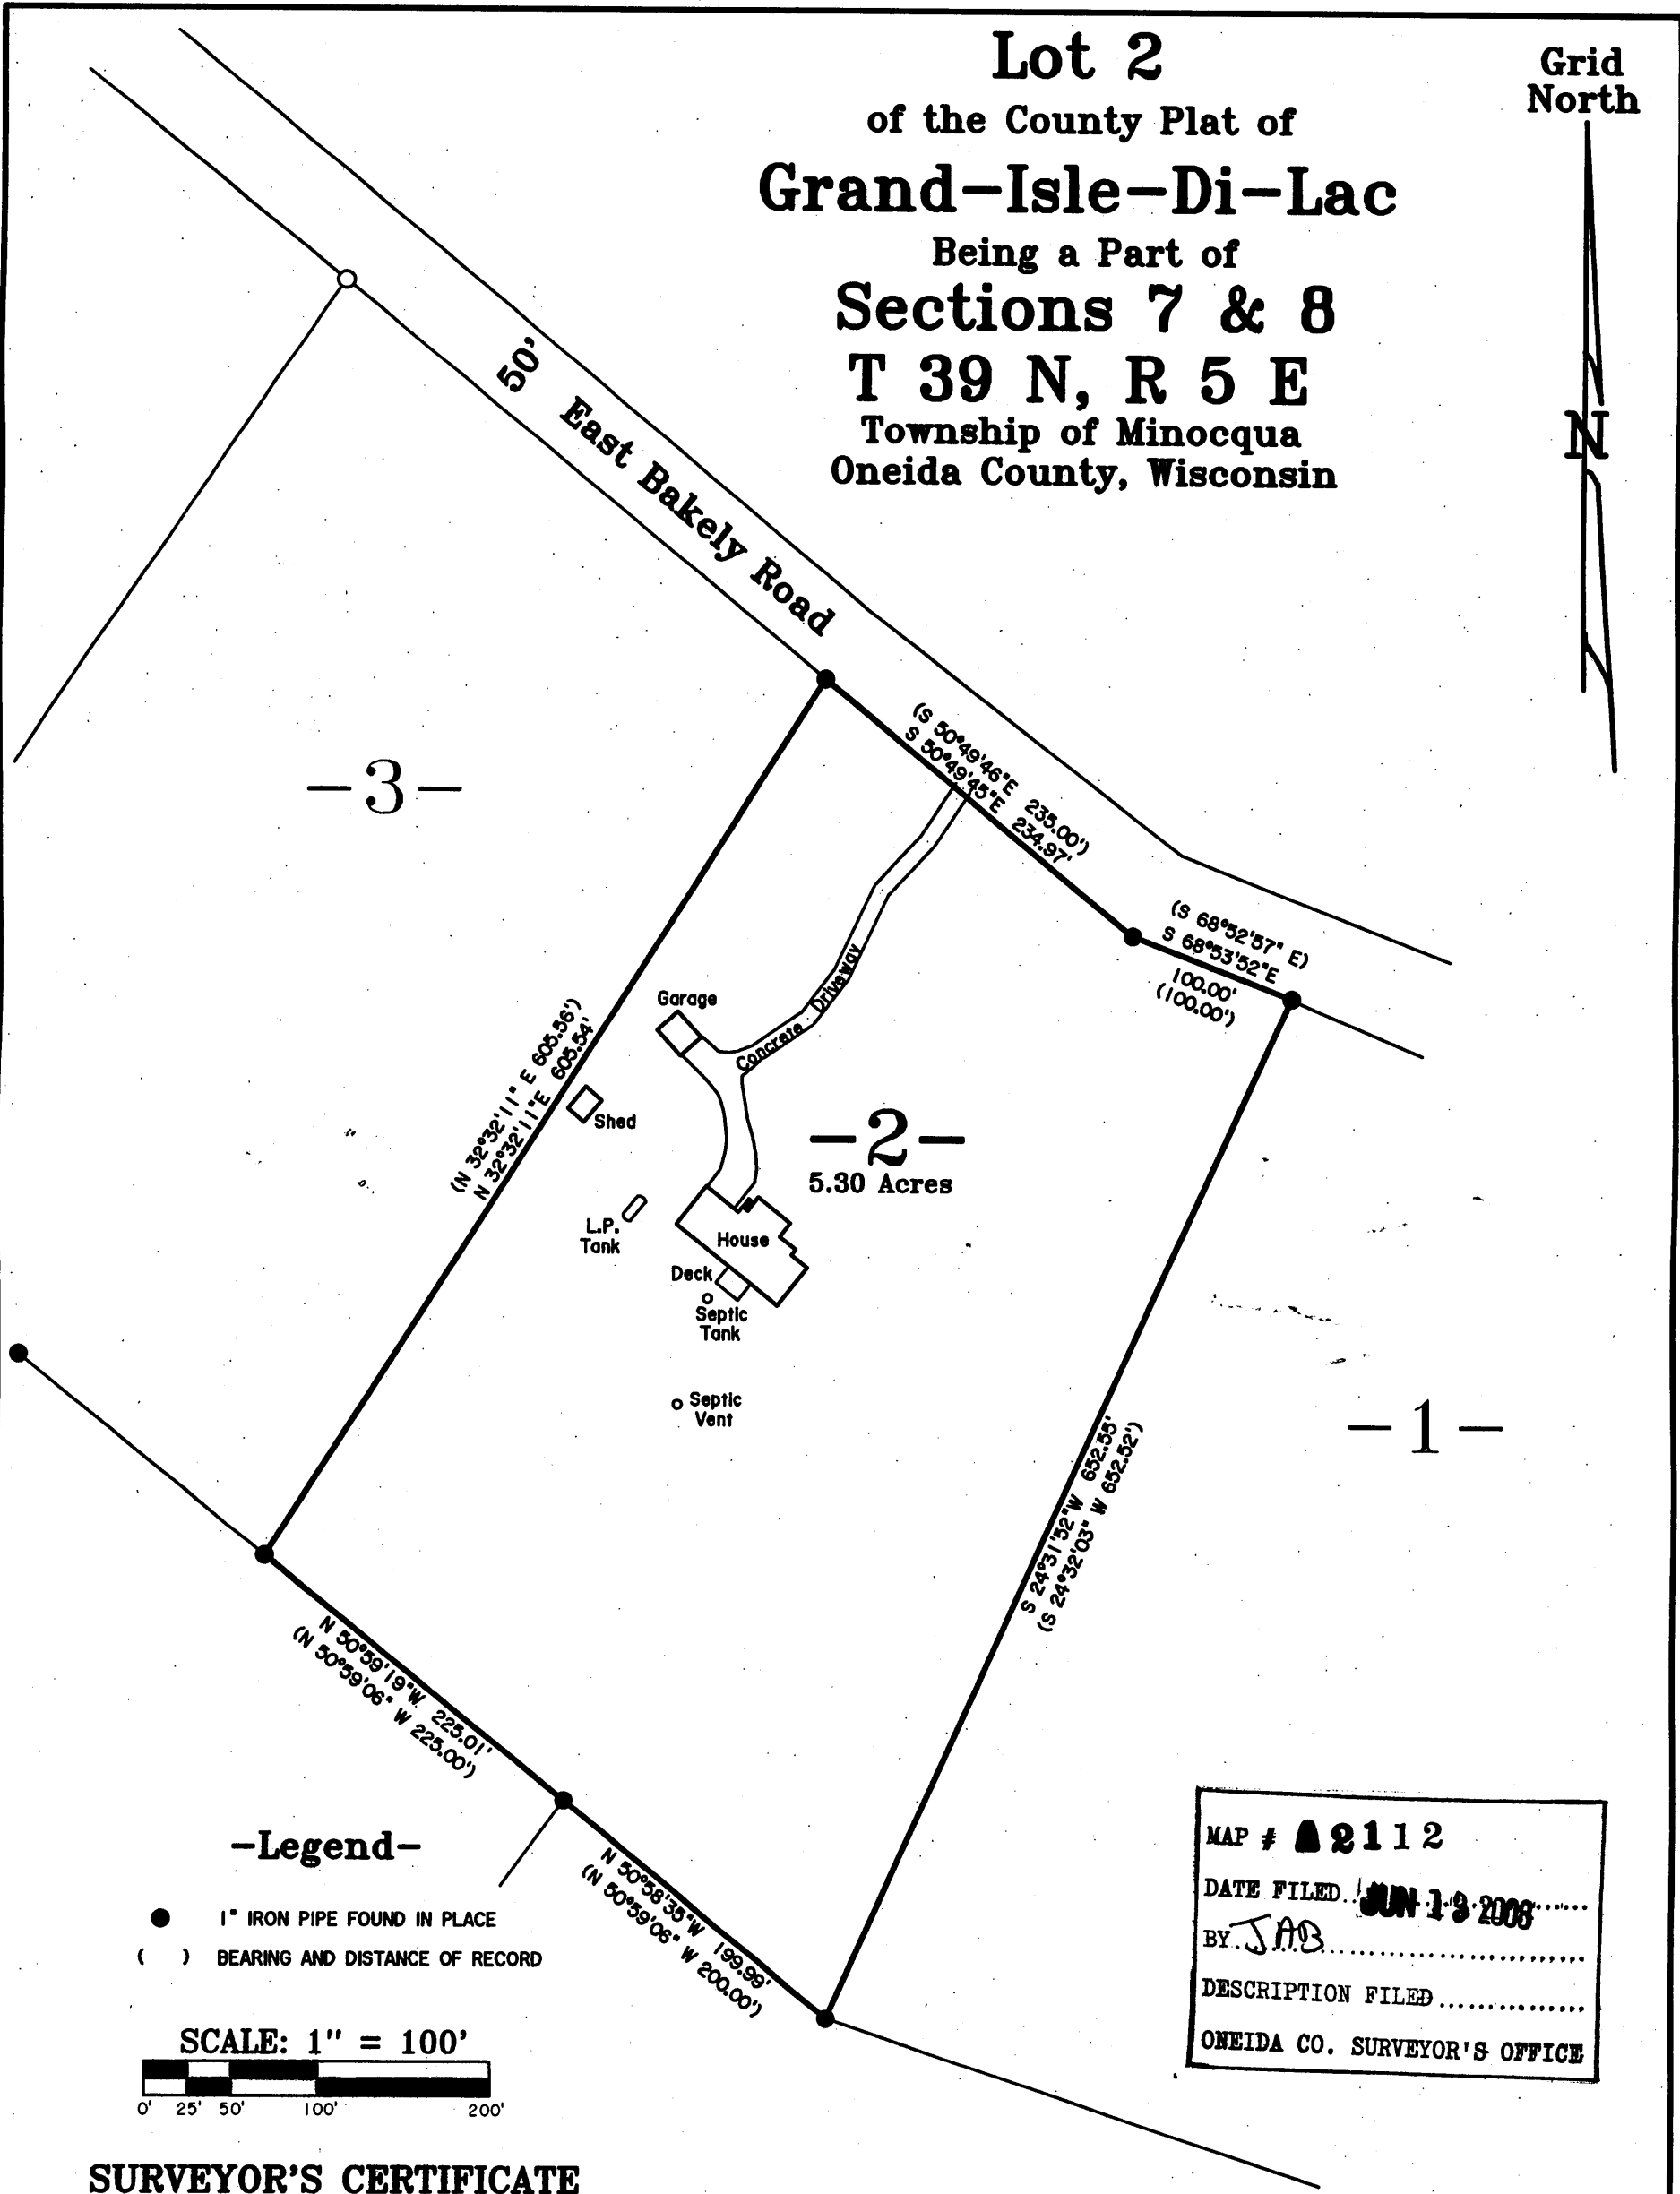 Lot 2
of the County Plat of
Grand-Isle-Di-Lac
Being a Part of
Sections 7 & 8
T 39 N, R 5 E
Township of Minocqua
Oneida County, Wisconsin
Grid
North
N
50'
East Bakely Road
(S 50°49'46"E 235.00')
S 50°49'45"E 234.97'
(S 68°52'57" E)
S 68°53'52"E
100.00'
(100.00')
-3-
Garage
Concrete Driveway
(N 32°32'11" E 605.56')
N 32°32'11"E 605.54'
Shed
-2-
5.30 Acres
L.P.
Tank
House
Deck
Septic
Tank
Septic
Vent
-1-
S 24°31'52"W 652.55'
(S 24°32'03" W 652.52')
N 50°59'19"W 225.01'
(N 50°59'06" W 225.00')
N 50°58'35"W 199.99'
(N 50°59'06" W 200.00')
-Legend-
1" IRON PIPE FOUND IN PLACE
( ) BEARING AND DISTANCE OF RECORD
SCALE: 1" = 100'
0' 25' 50' 100' 200'
MAP # A2112
DATE FILED JUN 13 2006
BY JAB
DESCRIPTION FILED
ONEIDA CO. SURVEYOR'S OFFICE
SURVEYOR'S CERTIFICATE